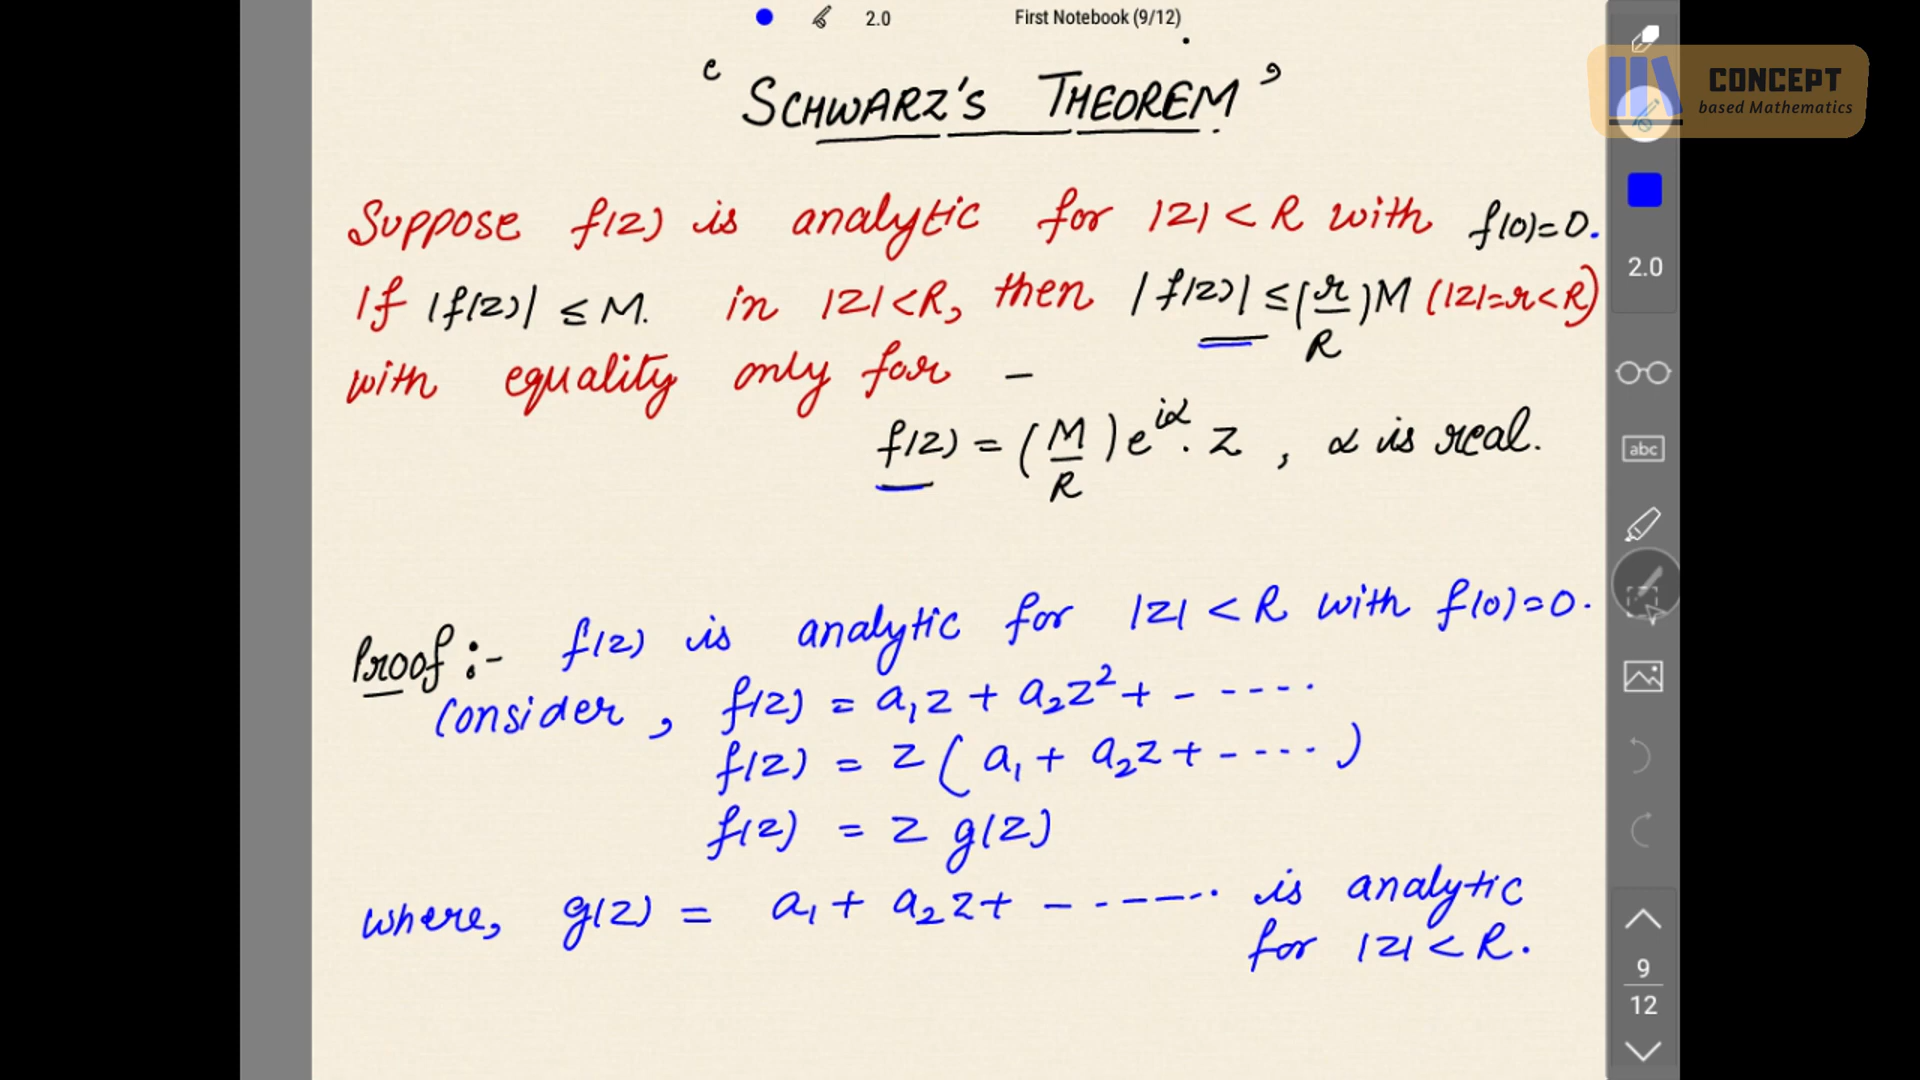 2.0 First Notebook (9/12)
CONCEPT
based Mathematics
‘ SCHWARZ's THEOREM ’
Suppose f(z) is analytic for |z| < R with f(0)=0.
If |f(z)| ≤ M. in |z|<R, then |f(z)| ≤ (r/R)M (|z|=r<R)
with equality only for –
f(z) = (M/R)e^{iα}. z , α is real.
Proof :- f(z) is analytic for |z| < R with f(0)=0.
Consider , f(z) = a₁z + a₂z² + - - - - - .
f(z) = z ( a₁ + a₂z + - - - - . )
f(z) = z g(z)
where, g(z) = a₁ + a₂z + - - - - - - . . is analytic
for |z| < R.
2.0
abc
9
12